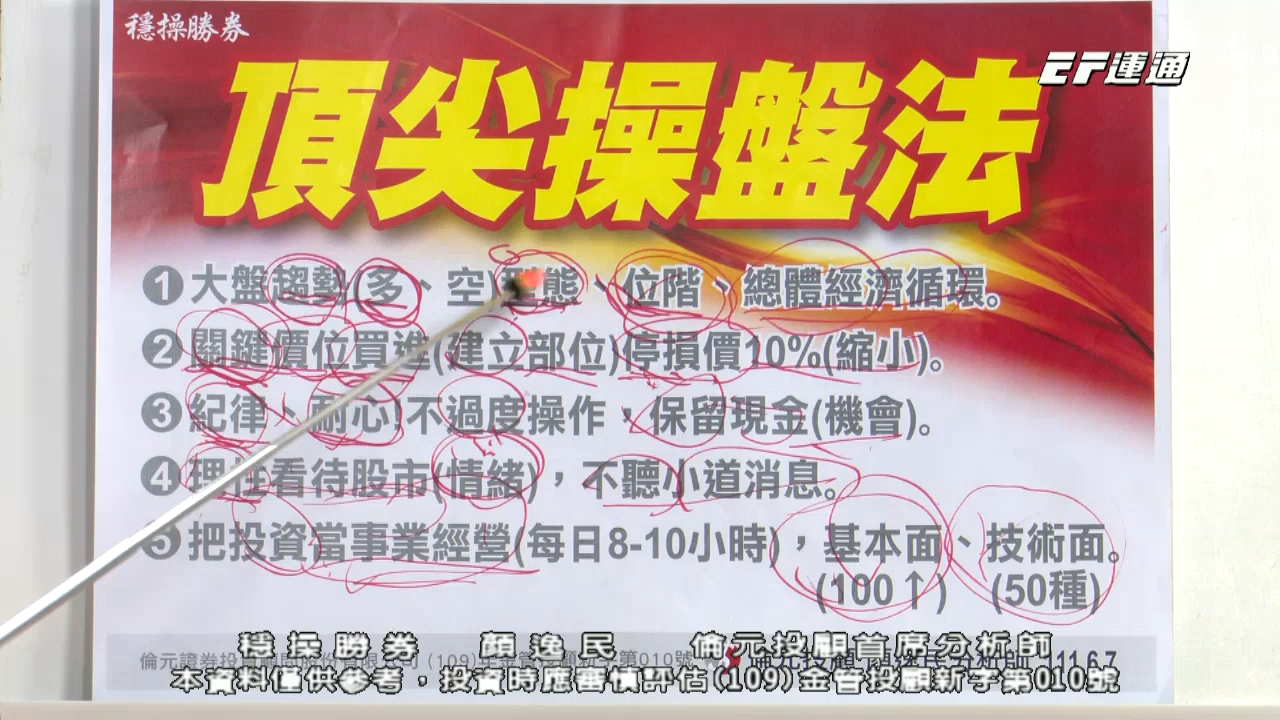 穩操勝券
EF運通
頂尖操盤法
❶大盤趨勢(多、空)型態、位階、總體經濟循環。
❷關鍵價位買進(建立部位)停損價10%(縮小)。
❸紀律、耐心!不過度操作，保留現金(機會)。
❹理性看待股市(情緒)，不聽小道消息。
❺把投資當事業經營(每日8-10小時)，基本面、技術面。
(100↑) (50種)
穩操勝券 顏逸民 倫元投顧首席分析師
本資料僅供參考，投資時應審慎評估(109)金管投顧新字第010號